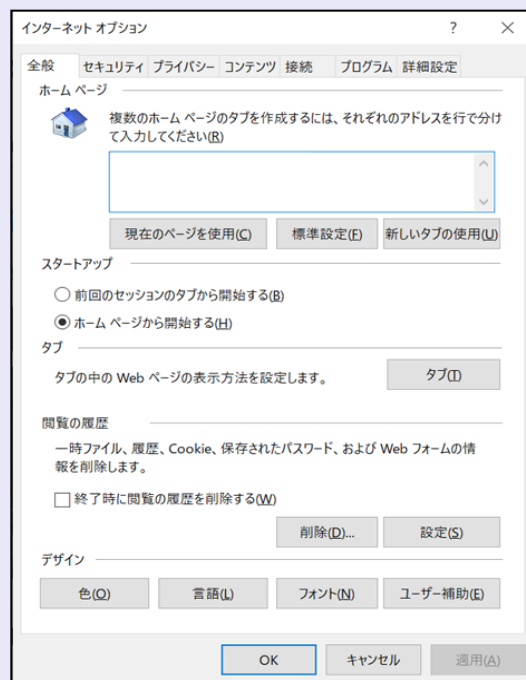 インターネット オプション ? ×
全般 セキュリティ プライバシー コンテンツ 接続 プログラム 詳細設定
ホーム ページ
複数のホーム ページのタブを作成するには、それぞれのアドレスを行で分け
て入力してください(R)
現在のページを使用(C) 標準設定(F) 新しいタブの使用(U)
スタートアップ
前回のセッションのタブから開始する(B)
ホーム ページから開始する(H)
タブ
タブの中の Web ページの表示方法を設定します。 タブ(T)
閲覧の履歴
一時ファイル、履歴、Cookie、保存されたパスワード、および Web フォームの情
報を削除します。
終了時に閲覧の履歴を削除する(W)
削除(D)... 設定(S)
デザイン
色(O) 言語(L) フォント(N) ユーザー補助(E)
OK キャンセル 適用(A)